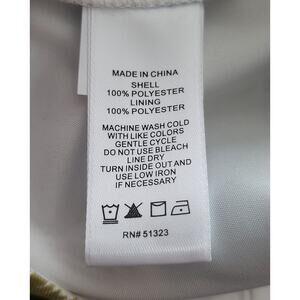 MADE IN CHINA
SHELL
100% POLYESTER
LINING
100% POLYESTER
MACHINE WASH COLD
WITH LIKE COLORS
GENTLE CYCLE
DO NOT USE BLEACH
LINE DRY
TURN INSIDE OUT AND
USE LOW IRON
IF NECESSARY
RN# 51323